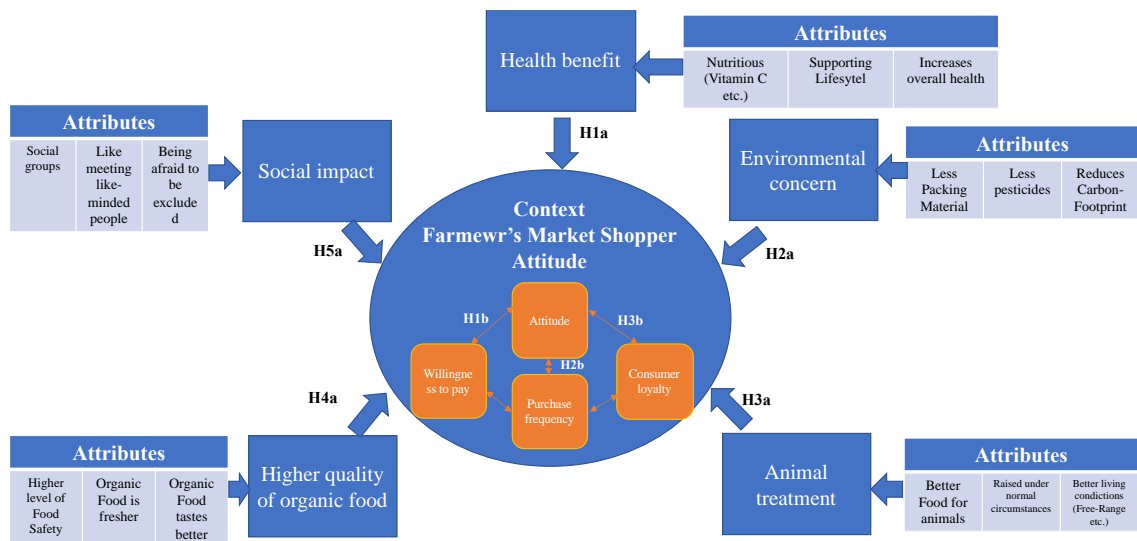 Health benefit
Attributes
Nutritious
(Vitamin C
etc.)
Supporting
Lifesytel
Increases
overall health
H1a
Attributes
Social
groups
Like
meeting
like-
minded
people
Being
afraid to
be
exclude
d
Social impact
H5a
Environmental
concern
Attributes
Less
Packing
Material
Less
pesticides
Reduces
Carbon-
Footprint
H2a
Context
Farmewr's Market Shopper
Attitude
Attitude
H1b
H3b
H2b
Willingne
ss to pay
Purchase
frequency
Consumer
loyalty
H4a
H3a
Attributes
Higher
level of
Food
Safety
Organic
Food is
fresher
Organic
Food
tastes
better
Higher quality
of organic food
Animal
treatment
Attributes
Better
Food for
animals
Raised under
normal
circumstances
Better living
condictions
(Free-Range
etc.)